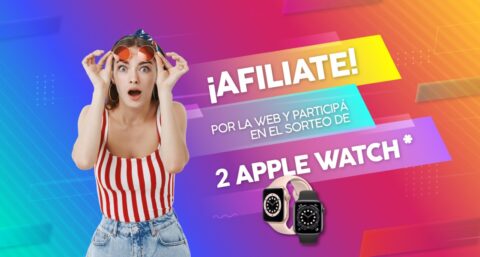 ¡AFILIATE!
POR LA WEB Y PARTICIPÁ
EN EL SORTEO DE
2 APPLE WATCH*